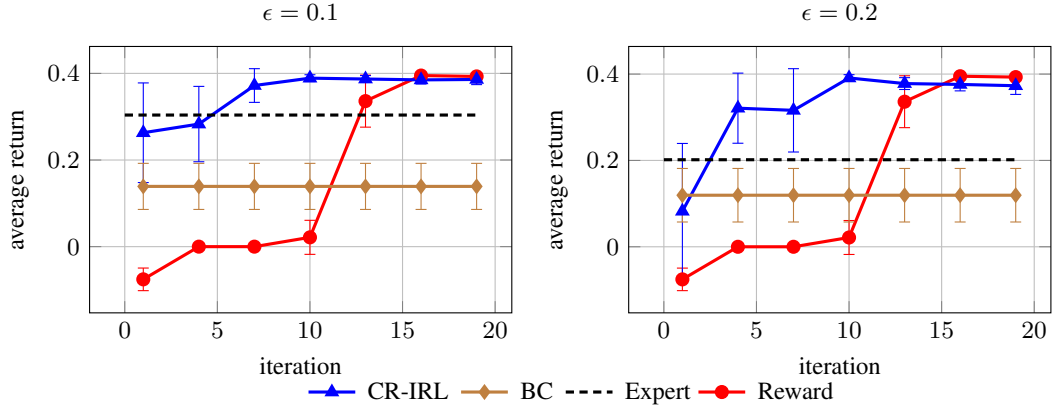 ϵ = 0.1
0.4
0.2
0
average return
0
5
10
15
20
iteration
ϵ = 0.2
0.4
0.2
0
average return
0
5
10
15
20
iteration
CR-IRL
BC
Expert
Reward